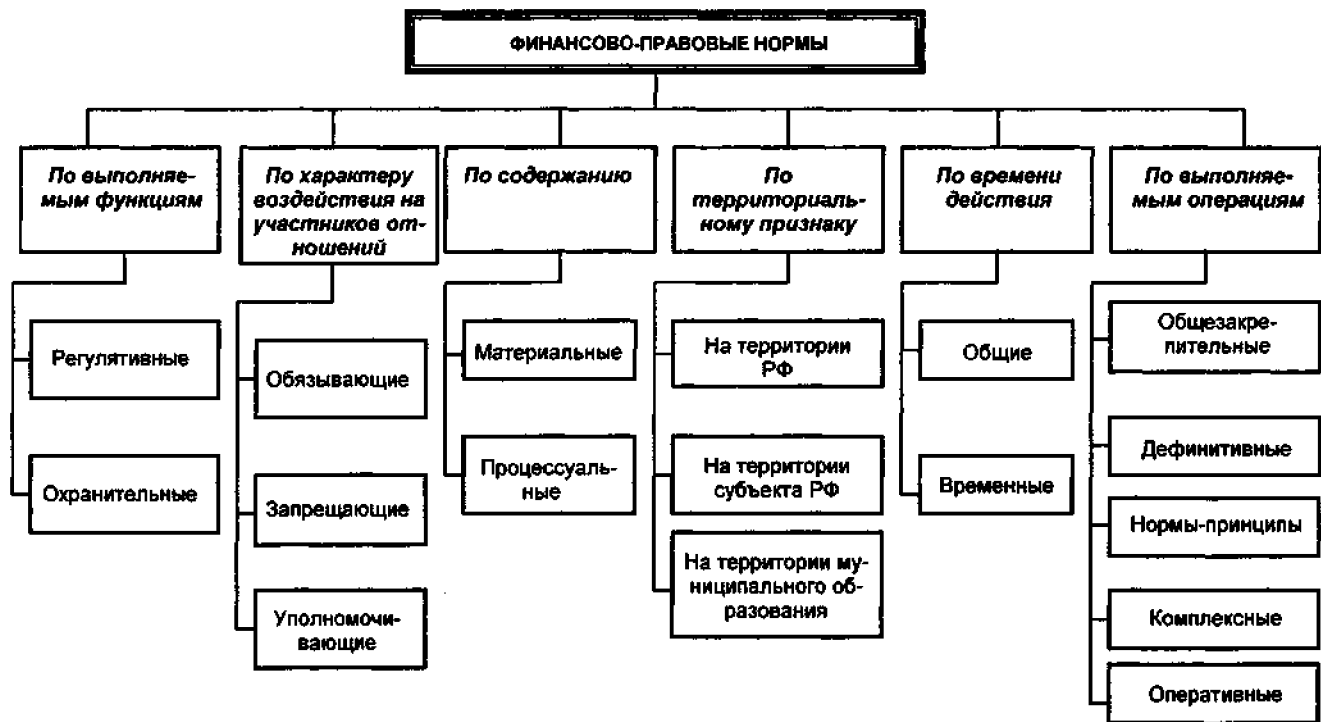 ФИНАНСОВО-ПРАВОВЫЕ НОРМЫ
По выполняе-
мым функциям
Регулятивные
Охранительные
По характеру
воздействия на
участников от-
ношений
Обязывающие
Запрещающие
Уполномочи-
вающие
По содержанию
Материальные
Процессуаль-
ные
По
территориаль-
ному признаку
На территории
РФ
На территории
субъекта РФ
На территории му-
ниципального об-
разования
По времени
действия
Общие
Временные
По выполняе-
мым операциям
Общезакре-
пительные
Дефинитивные
Нормы-принципы
Комплексные
Оперативные